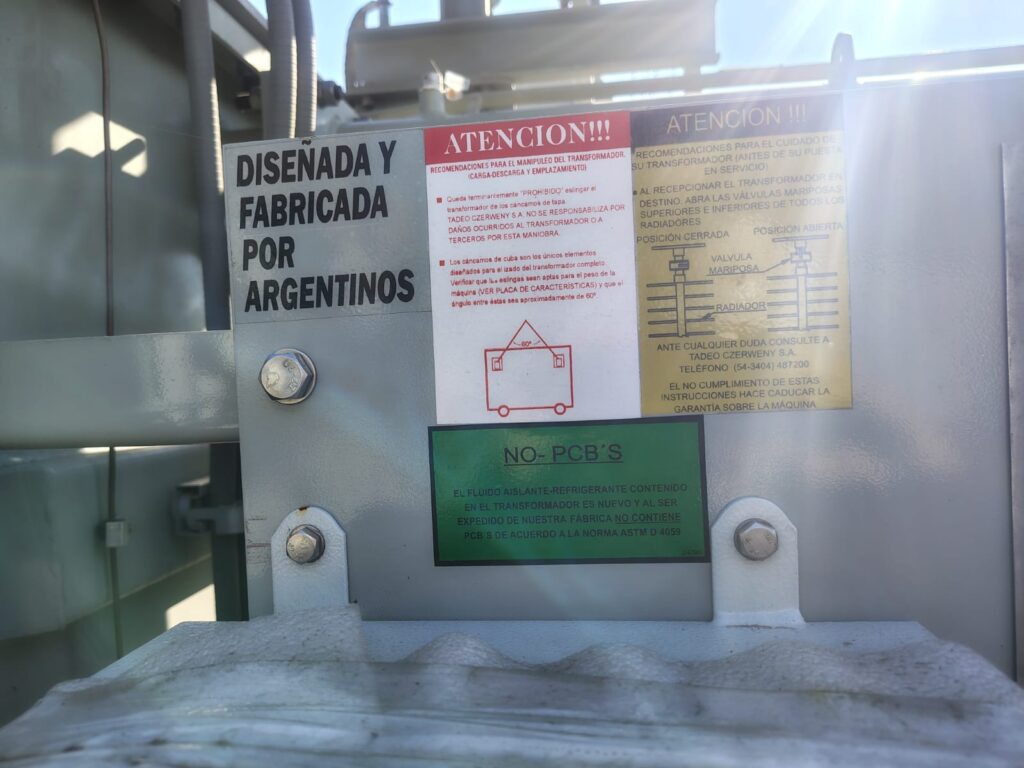 DISEÑADA Y
FABRICADA
POR
ARGENTINOS
ATENCION!!!
RECOMENDACIONES PARA EL MANIPULEO DEL TRANSFORMADOR.
(CARGA-DESCARGA Y EMPLAZAMIENTO)
Queda terminantemente "PROHIBIDO" eslingar el
transformador de los cáncamos de tapa.
TADEO CZERWENY S.A. NO SE RESPONSABILIZA POR
DAÑOS OCURRIDOS AL TRANSFORMADOR O A
TERCEROS POR ESTA MANIOBRA.
Los cáncamos de cuba son los únicos elementos
diseñados para el izado del transformador completo.
Verificar que las eslingas sean aptas para el peso de la
máquina (VER PLACA DE CARACTERÍSTICAS) y que el
ángulo entre éstas sea aproximadamente de 60º.
60º
ATENCION !!!
RECOMENDACIONES PARA EL CUIDADO DE
SU TRANSFORMADOR (ANTES DE SU PUESTA
EN SERVICIO)
AL RECEPCIONAR EL TRANSFORMADOR EN
DESTINO. ABRA LAS VÁLVULAS MARIPOSAS
SUPERIORES E INFERIORES DE TODOS LOS
RADIADORES
POSICIÓN CERRADA POSICION ABIERTA
VALVULA
MARIPOSA
RADIADOR
ANTE CUALQUIER DUDA CONSULTE A
TADEO CZERWENY S.A.
TELÉFONO (54-3404) 487200
EL NO CUMPLIMIENTO DE ESTAS
INSTRUCCIONES HACE CADUCAR LA
GARANTÍA SOBRE LA MÁQUINA
NO- PCB´S
EL FLUIDO AISLANTE-REFRIGERANTE CONTENIDO
EN EL TRANSFORMADOR ES NUEVO Y AL SER
EXPEDIDO DE NUESTRA FÁBRICA NO CONTIENE
PCB´S DE ACUERDO A LA NORMA ASTM D 4059